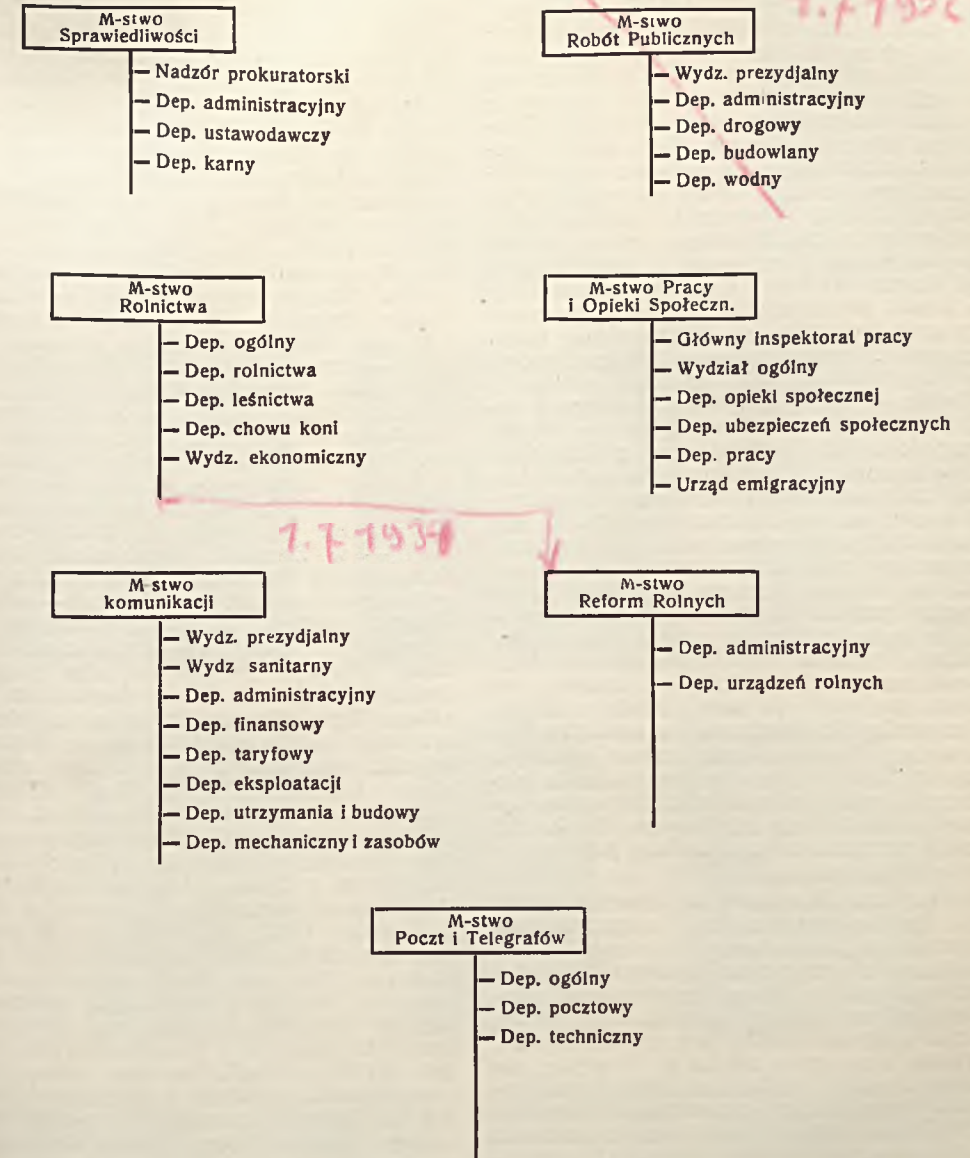 M-stwo
Sprawiedliwości
Nadzór prokuratorski
Dep. administracyjny
Dep. ustawodawczy
Dep. karny
M-stwo
Robót Publicznych
Wydz. prezydjalny
Dep. administracyjny
Dep. drogowy
Dep. budowlany
Dep. wodny
M-stwo
Rolnictwa
Dep. ogólny
Dep. rolnictwa
Dep. leśnictwa
Dep. chowu koni
Wydz. ekonomiczny
M-stwo Pracy
i Opieki Społeczn.
Główny inspektorat pracy
Wydział ogólny
Dep. opieki społecznej
Dep. ubezpieczeń społecznych
Dep. pracy
Urząd emigracyjny
M-stwo
komunikacji
Wydz. prezydjalny
Wydz sanitarny
Dep. administracyjny
Dep. finansowy
Dep. taryfowy
Dep. eksploatacji
Dep. utrzymania i budowy
Dep. mechaniczny i zasobów
M-stwo
Reform Rolnych
Dep. administracyjny
Dep. urządzeń rolnych
M-stwo
Poczt i Telegrafów
Dep. ogólny
Dep. pocztowy
Dep. techniczny